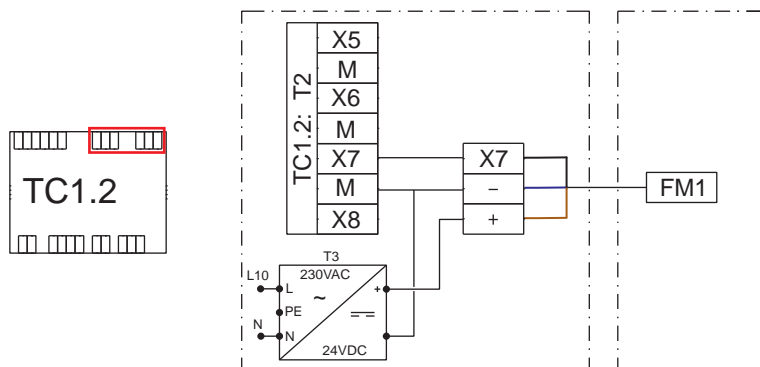 TC1.2
TC1.2: T2
X5
M
X6
M
X7
M
X8
X7
–
+
FM1
T3
230VAC
L10
L
~
+
PE
N
N
24VDC